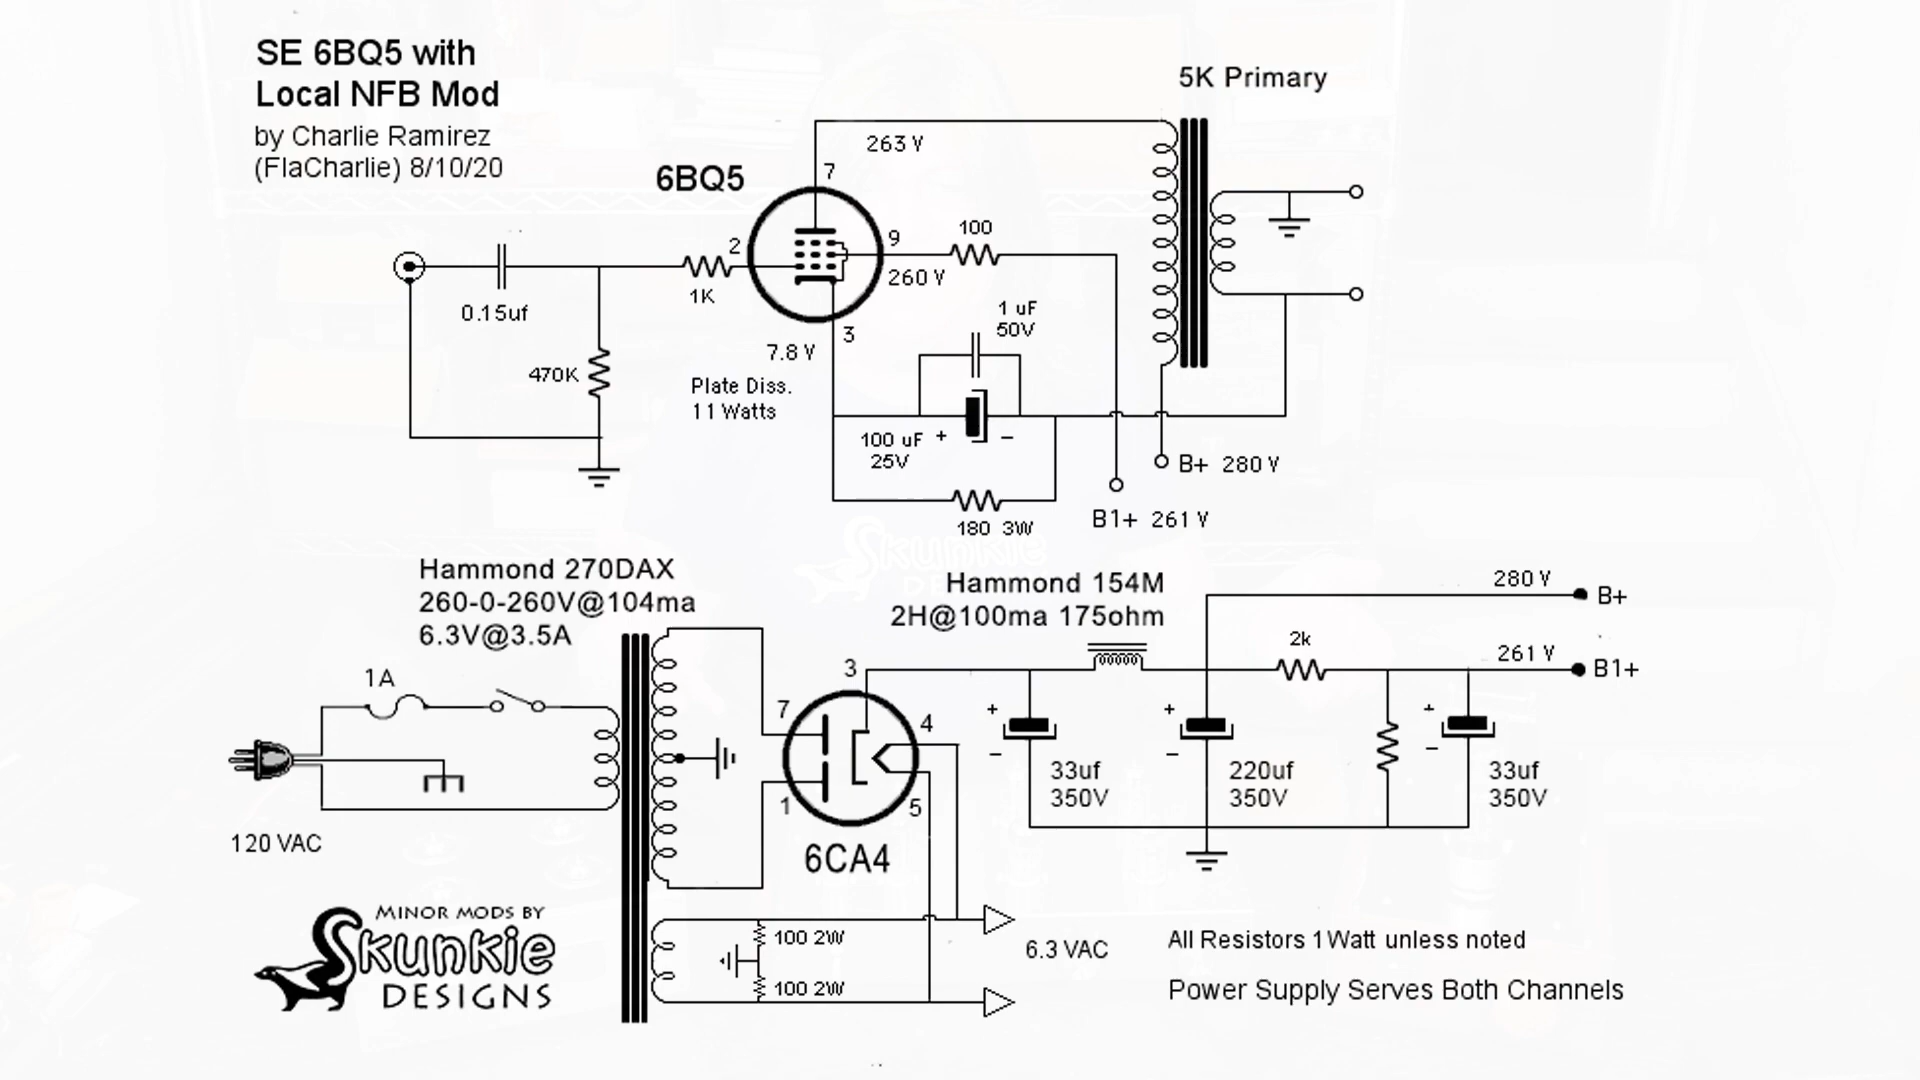 SE 6BQ5 with
Local NFB Mod
by Charlie Ramirez
(FlaCharlie) 8/10/20
5K Primary
263 V
7
6BQ5
2
9
100
260 V
1K
0.15uf
3
1 uF
50V
7.8 V
470K
Plate Diss.
11 Watts
100 uF + −
25V
B+ 280 V
180 3W
B1+ 261 V
Skunkie
DESIGNS
Hammond 270DAX
260-0-260V@104ma
6.3V@3.5A
Hammond 154M
2H@100ma 175ohm
280 V
B+
2k
261 V
B1+
1A
3
7
4
1
5
+
−
33uf
350V
+
−
220uf
350V
+
−
33uf
350V
120 VAC
6CA4
MINOR MODS BY
Skunkie
DESIGNS
100 2W
100 2W
6.3 VAC
All Resistors 1Watt unless noted
Power Supply Serves Both Channels